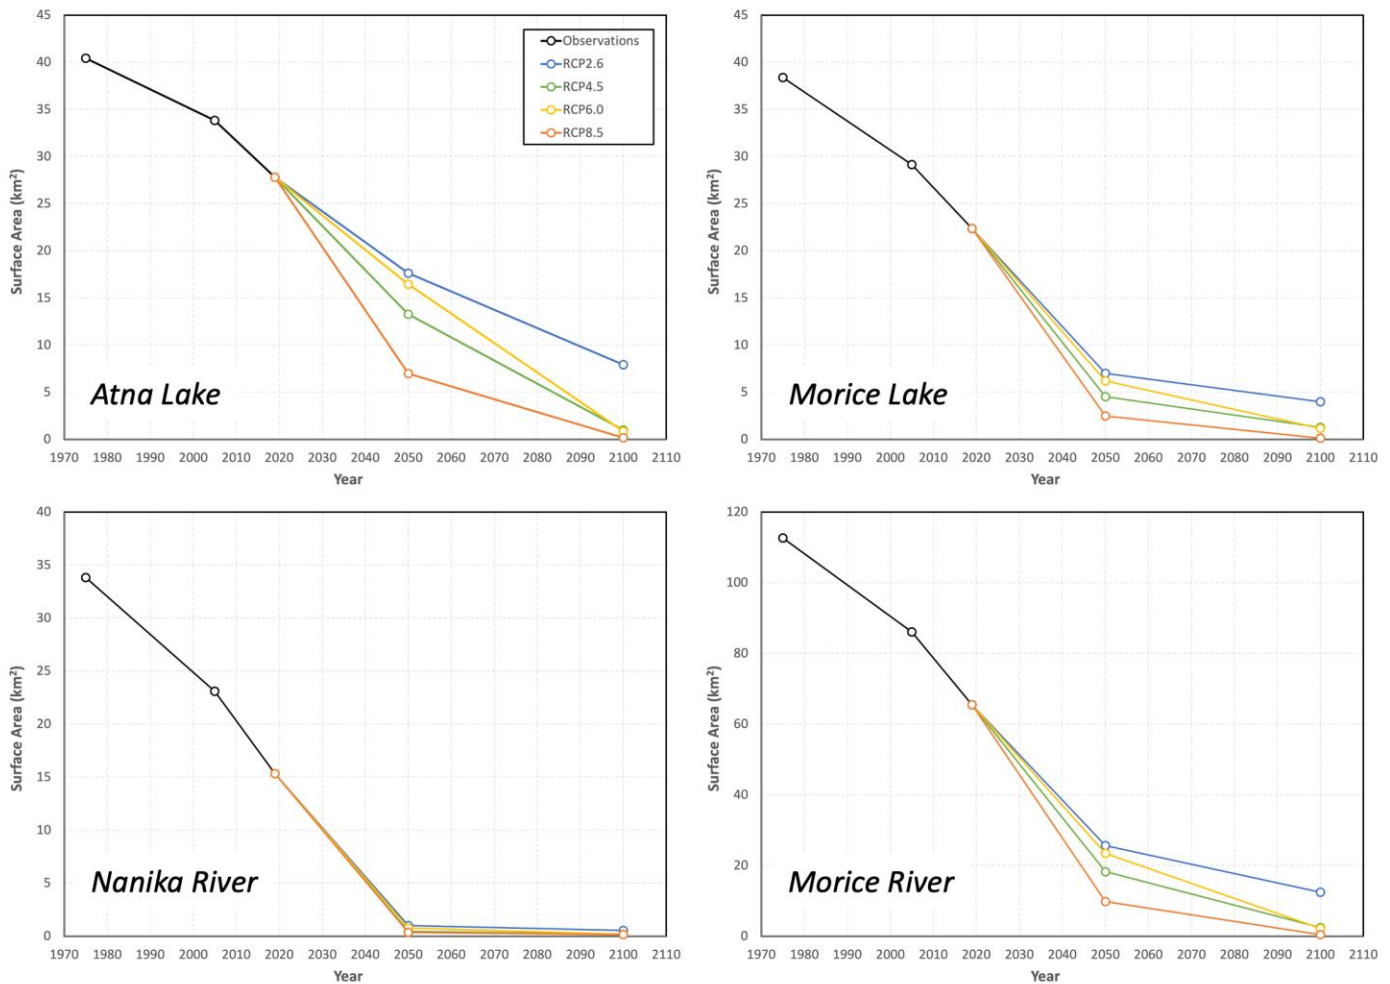 45
40
35
30
25
20
15
10
5
0
Surface Area (km²)
Observations
RCP2.6
RCP4.5
RCP6.0
RCP8.5
Atna Lake
1970 1980 1990 2000 2010 2020 2030 2040 2050 2060 2070 2080 2090 2100 2110
Year
45
40
35
30
25
20
15
10
5
0
Surface Area (km²)
Morice Lake
1970 1980 1990 2000 2010 2020 2030 2040 2050 2060 2070 2080 2090 2100 2110
Year
40
35
30
25
20
15
10
5
0
Surface Area (km²)
Nanika River
1970 1980 1990 2000 2010 2020 2030 2040 2050 2060 2070 2080 2090 2100 2110
Year
120
100
80
60
40
20
0
Surface Area (km²)
Morice River
1970 1980 1990 2000 2010 2020 2030 2040 2050 2060 2070 2080 2090 2100 2110
Year